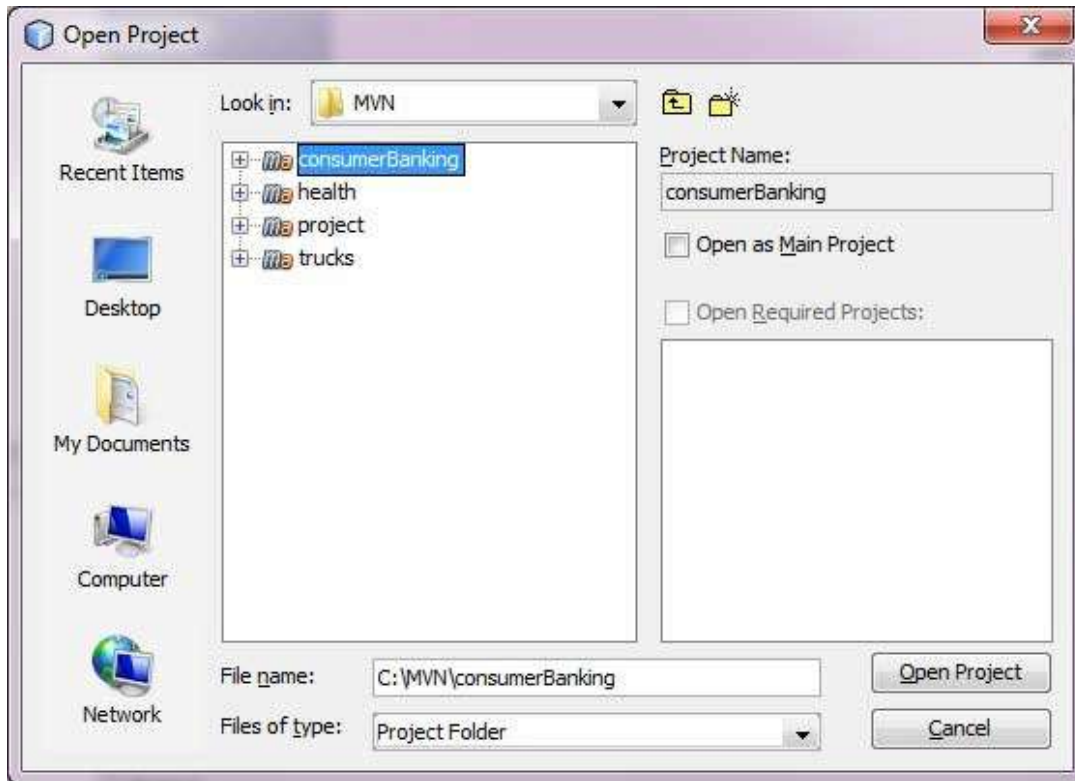 Open Project
Look in: MVN
Recent Items
Desktop
My Documents
Computer
Network
consumerBanking
health
project
trucks
Project Name:
consumerBanking
Open as Main Project
Open Required Projects:
File name: C:\MVN\consumerBanking
Open Project
Files of type: Project Folder
Cancel